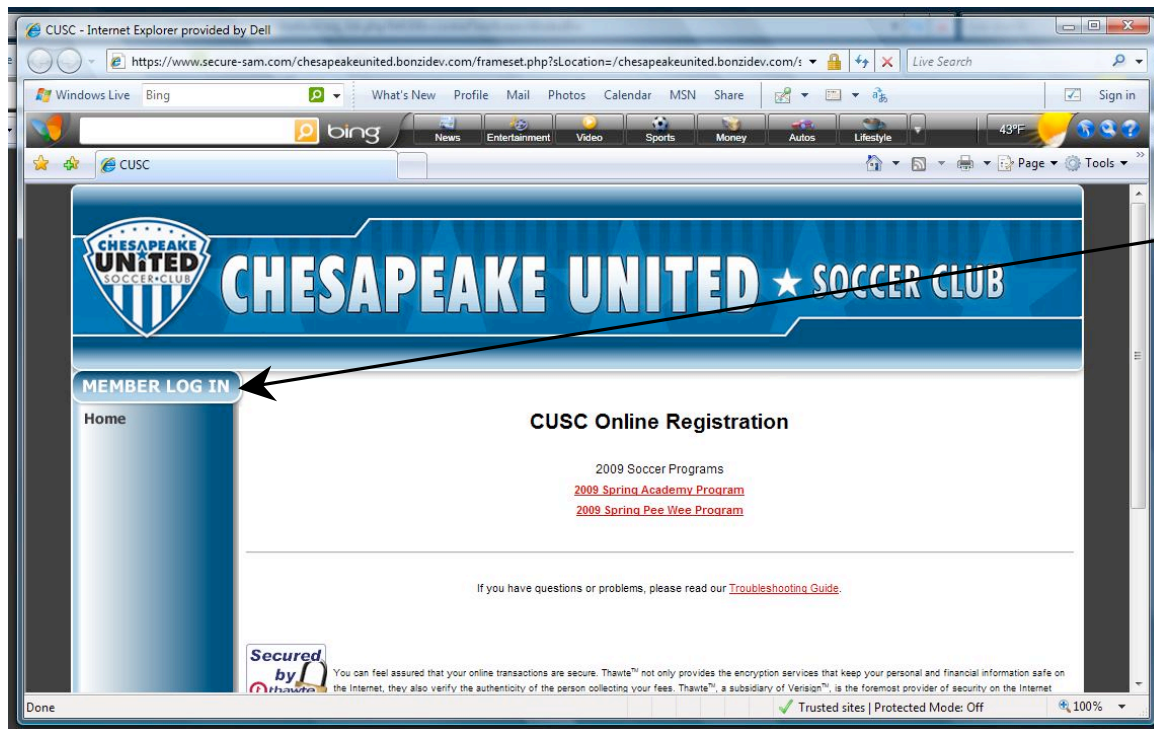 CUSC - Internet Explorer provided by Dell
https://www.secure-sam.com/chesapeakeunited.bonzidev.com/frameset.php?sLocation=/chesapeakeunited.bonzidev.com/s
Live Search
Windows Live Bing What's New Profile Mail Photos Calendar MSN Share Sign in
bing News Entertainment Video Sports Money Autos Lifestyle 43°F
CUSC Page Tools
CHESAPEAKE
UNITED
SOCCER•CLUB
CHESAPEAKE UNITED ★ SOCCER CLUB
MEMBER LOG IN
Home
CUSC Online Registration
2009 Soccer Programs
2009 Spring Academy Program
2009 Spring Pee Wee Program
If you have questions or problems, please read our Troubleshooting Guide.
Secured
by
thawte
You can feel assured that your online transactions are secure. Thawte™ not only provides the encryption services that keep your personal and financial information safe on
the Internet, they also verify the authenticity of the person collecting your fees. Thawte™, a subsidiary of Verisign™, is the foremost provider of security on the Internet
Done Trusted sites | Protected Mode: Off 100%